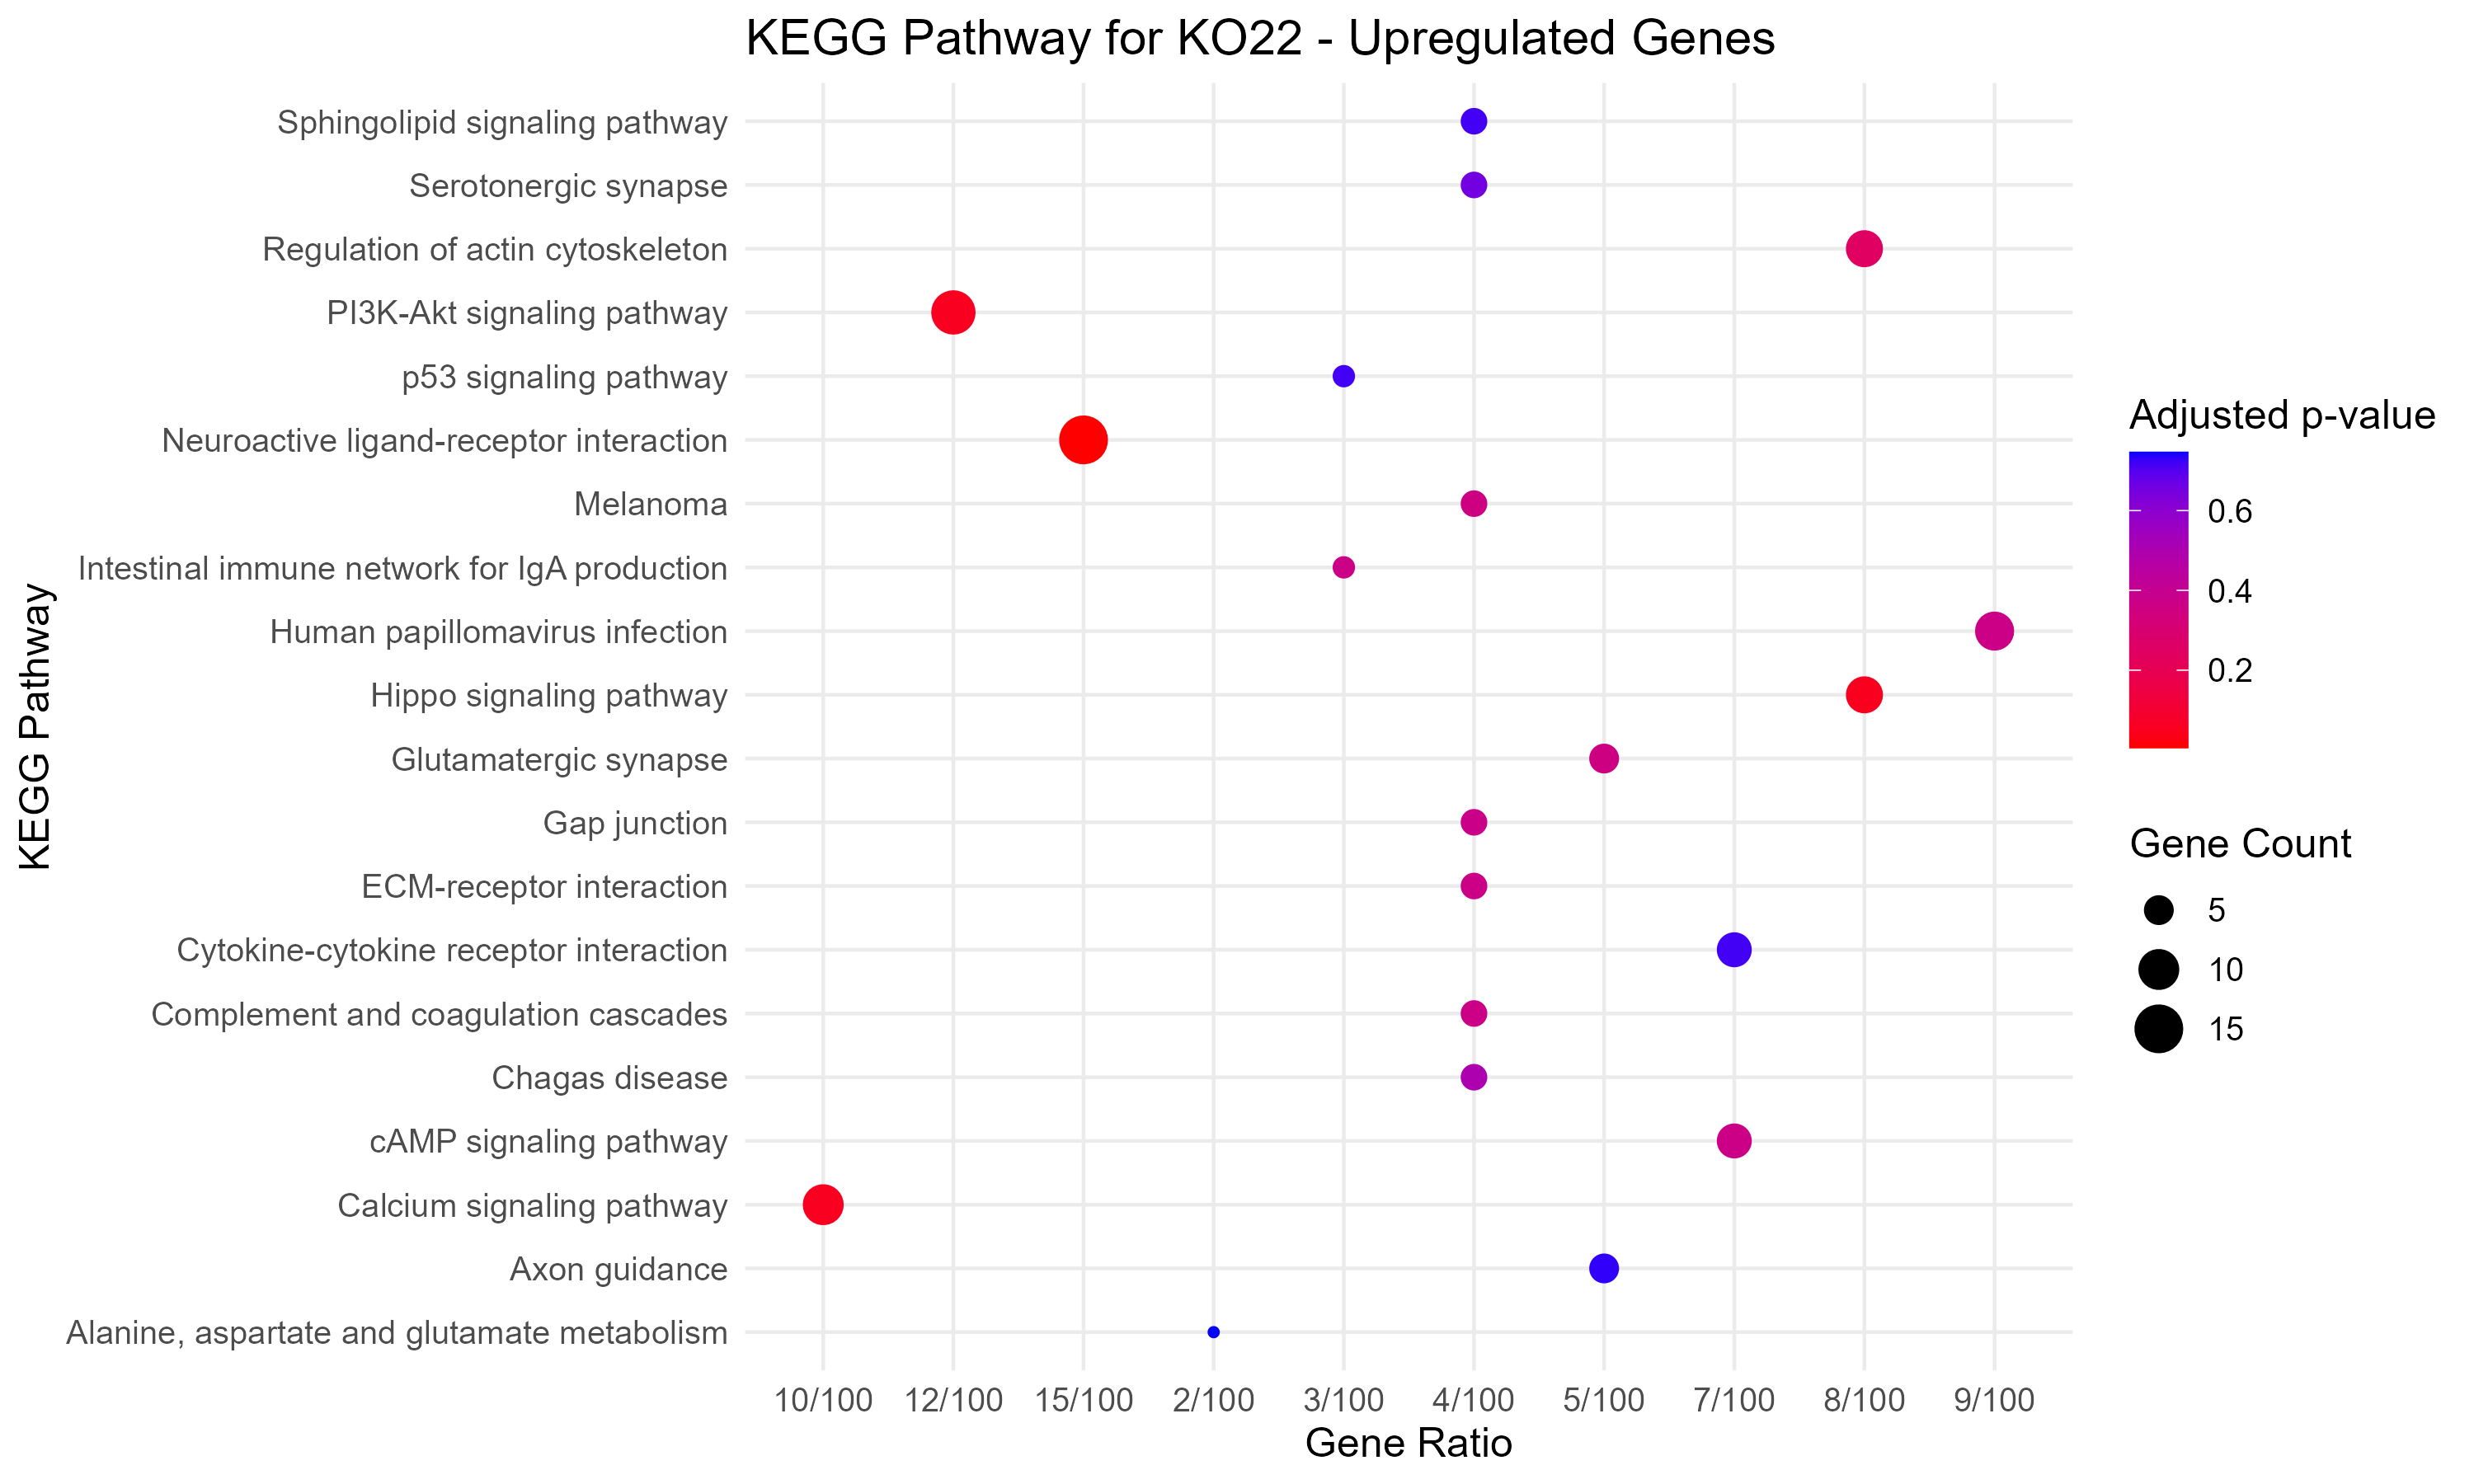 KEGG Pathway for KO22 - Upregulated Genes
Sphingolipid signaling pathway
Serotonergic synapse
Regulation of actin cytoskeleton
PI3K-Akt signaling pathway
p53 signaling pathway
Neuroactive ligand-receptor interaction
Melanoma
Intestinal immune network for IgA production
Human papillomavirus infection
Hippo signaling pathway
Glutamatergic synapse
Gap junction
ECM-receptor interaction
Cytokine-cytokine receptor interaction
Complement and coagulation cascades
Chagas disease
cAMP signaling pathway
Calcium signaling pathway
Axon guidance
Alanine, aspartate and glutamate metabolism
KEGG Pathway
10/100 12/100 15/100 2/100 3/100 4/100 5/100 7/100 8/100 9/100
Gene Ratio
Adjusted p-value
0.6
0.4
0.2
Gene Count
5
10
15